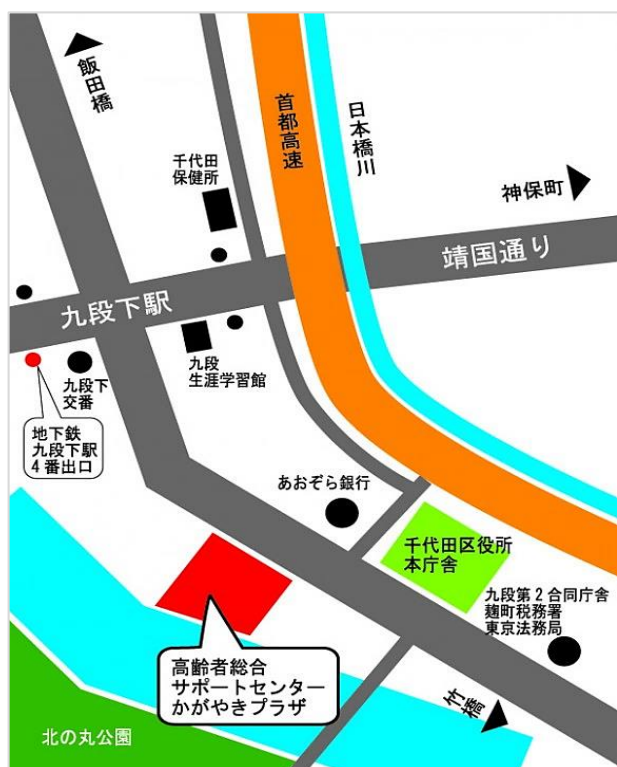 飯田橋
首都高速
日本橋川
千代田
保健所
神保町
靖国通り
九段下駅
九段
生涯学習館
九段下
交番
地下鉄
九段下駅
4番出口
あおぞら銀行
千代田区役所
本庁舎
九段第2合同庁舎
麹町税務署
東京法務局
高齢者総合
サポートセンター
かがやきプラザ
竹橋
北の丸公園